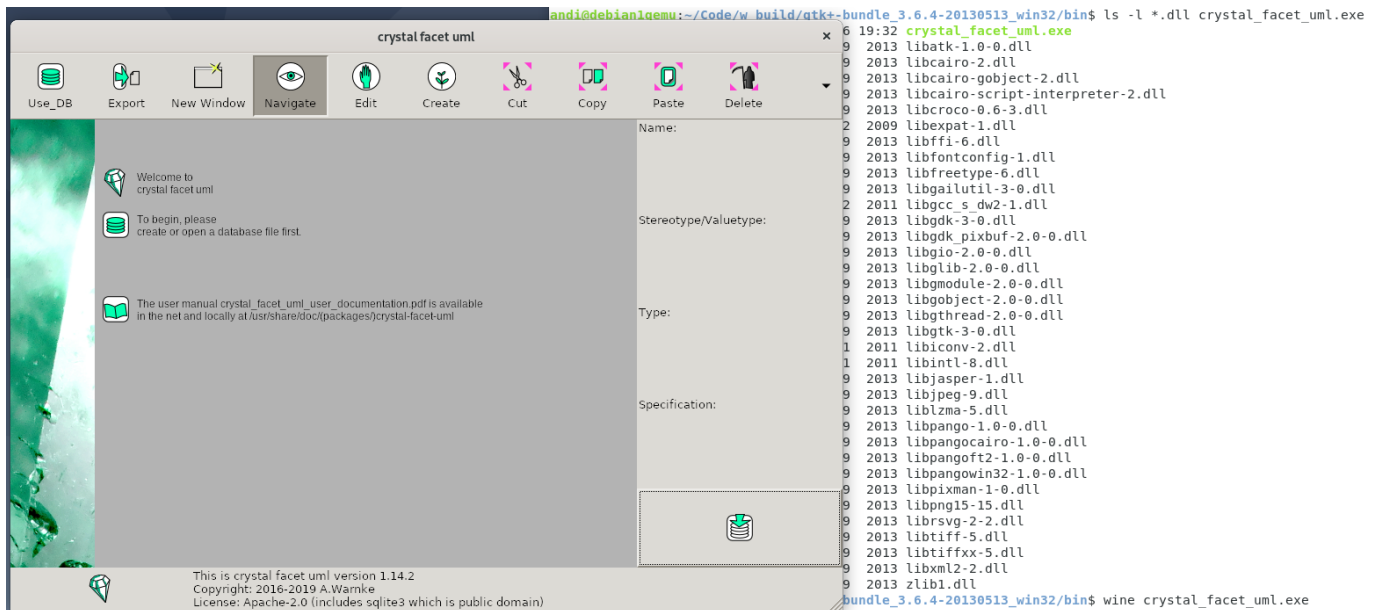 crystal facet uml
×
Use_DB
Export
New Window
Navigate
Edit
Create
Cut
Copy
Paste
Delete
Welcome to
crystal facet uml
To begin, please
create or open a database file first.
The user manual crystal_facet_uml_user_documentation.pdf is available
in the net and locally at /usr/share/doc/(packages/)crystal-facet-uml
Name:
Stereotype/Valuetype:
Type:
Specification:
This is crystal facet uml version 1.14.2
Copyright: 2016-2019 A.Warnke
License: Apache-2.0 (includes sqlite3 which is public domain)
andi@debian1qemu:~/Code/w_build/gtk+-bundle_3.6.4-20130513_win32/bin$ ls -l *.dll crystal_facet_uml.exe
6 19:32 crystal_facet_uml.exe
9 2013 libatk-1.0-0.dll
9 2013 libcairo-2.dll
9 2013 libcairo-gobject-2.dll
9 2013 libcairo-script-interpreter-2.dll
9 2013 libcroco-0.6-3.dll
2 2009 libexpat-1.dll
9 2013 libffi-6.dll
9 2013 libfontconfig-1.dll
9 2013 libfreetype-6.dll
9 2013 libgailutil-3-0.dll
2 2011 libgcc_s_dw2-1.dll
9 2013 libgdk-3-0.dll
9 2013 libgdk_pixbuf-2.0-0.dll
9 2013 libgio-2.0-0.dll
9 2013 libglib-2.0-0.dll
9 2013 libgmodule-2.0-0.dll
9 2013 libgobject-2.0-0.dll
9 2013 libgthread-2.0-0.dll
9 2013 libgtk-3-0.dll
1 2011 libiconv-2.dll
1 2011 libintl-8.dll
9 2013 libjasper-1.dll
9 2013 libjpeg-9.dll
9 2013 liblzma-5.dll
9 2013 libpango-1.0-0.dll
9 2013 libpangocairo-1.0-0.dll
9 2013 libpangoft2-1.0-0.dll
9 2013 libpangowin32-1.0-0.dll
9 2013 libpixman-1-0.dll
9 2013 libpng15-15.dll
9 2013 librsvg-2-2.dll
9 2013 libtiff-5.dll
9 2013 libtiffxx-5.dll
9 2013 libxml2-2.dll
9 2013 zlib1.dll
bundle_3.6.4-20130513_win32/bin$ wine crystal_facet_uml.exe